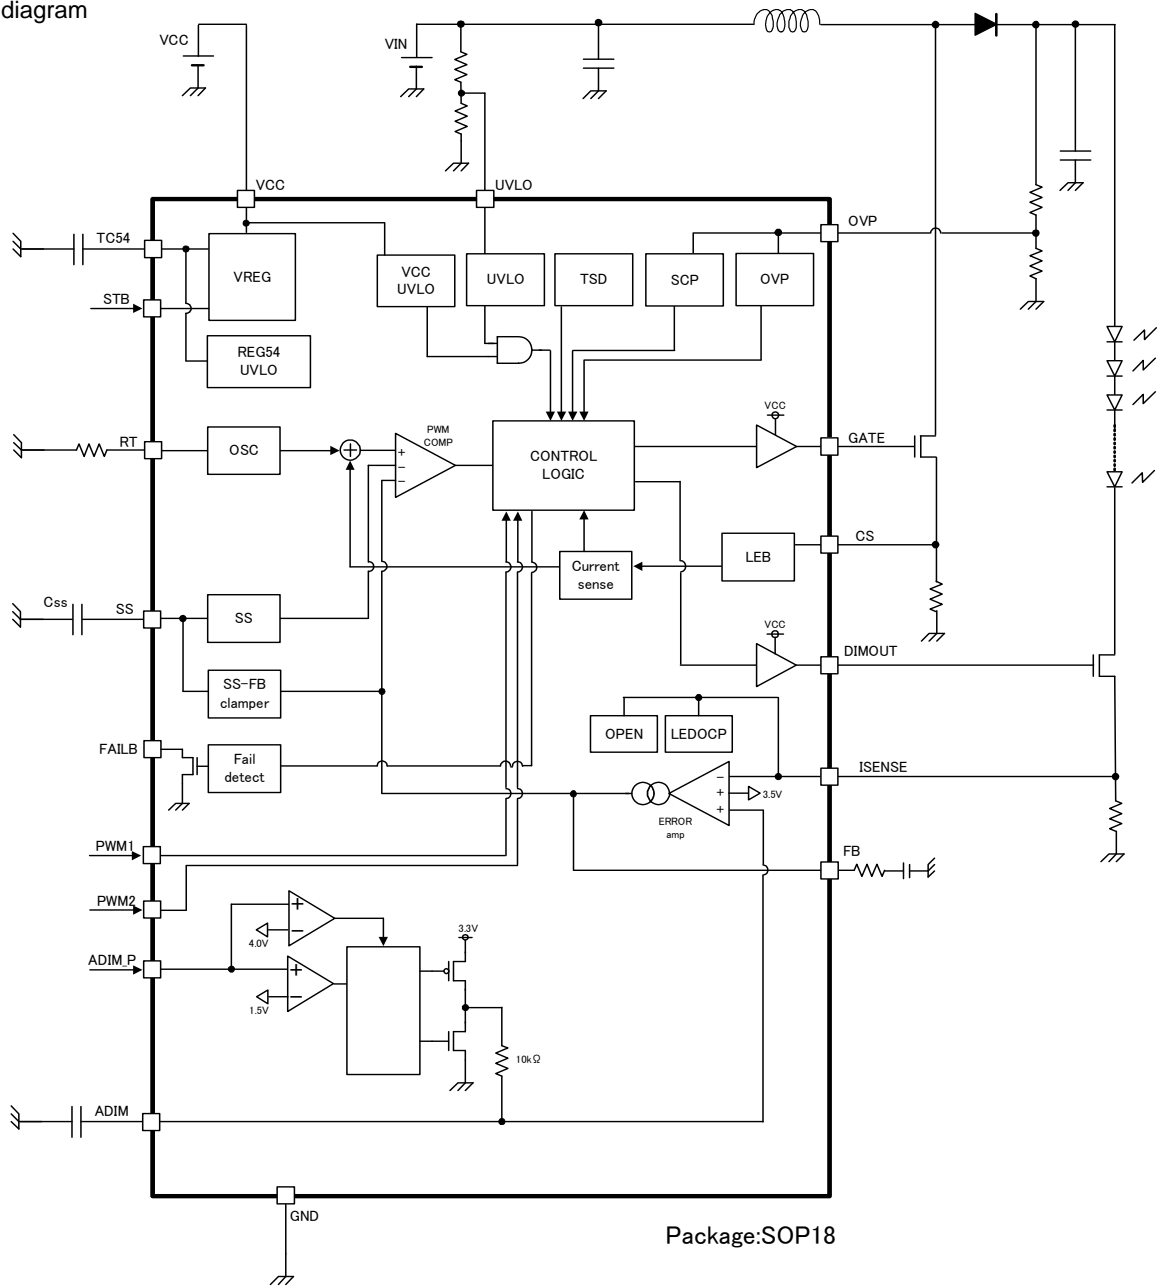 diagram
VCC
VIN
VCC
UVLO
TC54
STB
VREG
REG54
UVLO
VCC
UVLO
UVLO
TSD
SCP
OVP
OVP
RT
OSC
PWM
COMP
+
−
−
CONTROL
LOGIC
VCC
GATE
CS
LEB
Current
sense
Css
SS
SS
SS-FB
clamper
VCC
DIMOUT
OPEN
LEDOCP
FAILB
Fail
detect
ISENSE
−
+
+
3.5V
ERROR
amp
FB
PWM1
PWM2
ADIM_P
+
−
4.0V
+
−
1.5V
3.3V
10kΩ
ADIM
GND
Package:SOP18